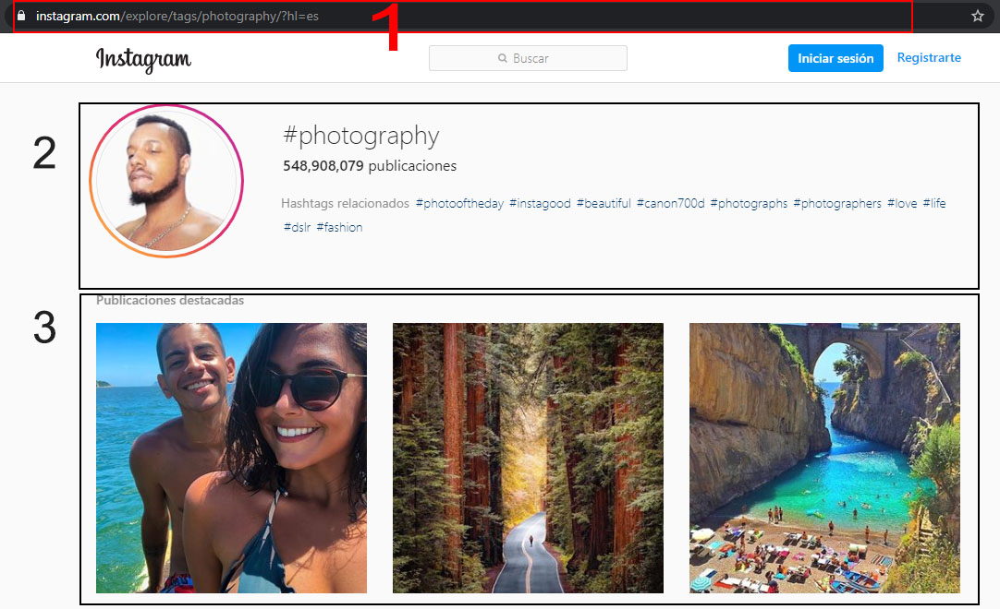 instagram.com/explore/tags/photography/?hl=es
1
Instagram
Buscar
Iniciar sesión
Registrarte
2
#photography
548,908,079 publicaciones
Hashtags relacionados #photooftheday #instagood #beautiful #canon700d #photographs #photographers #love #life
#dslr #fashion
3
Publicaciones destacadas